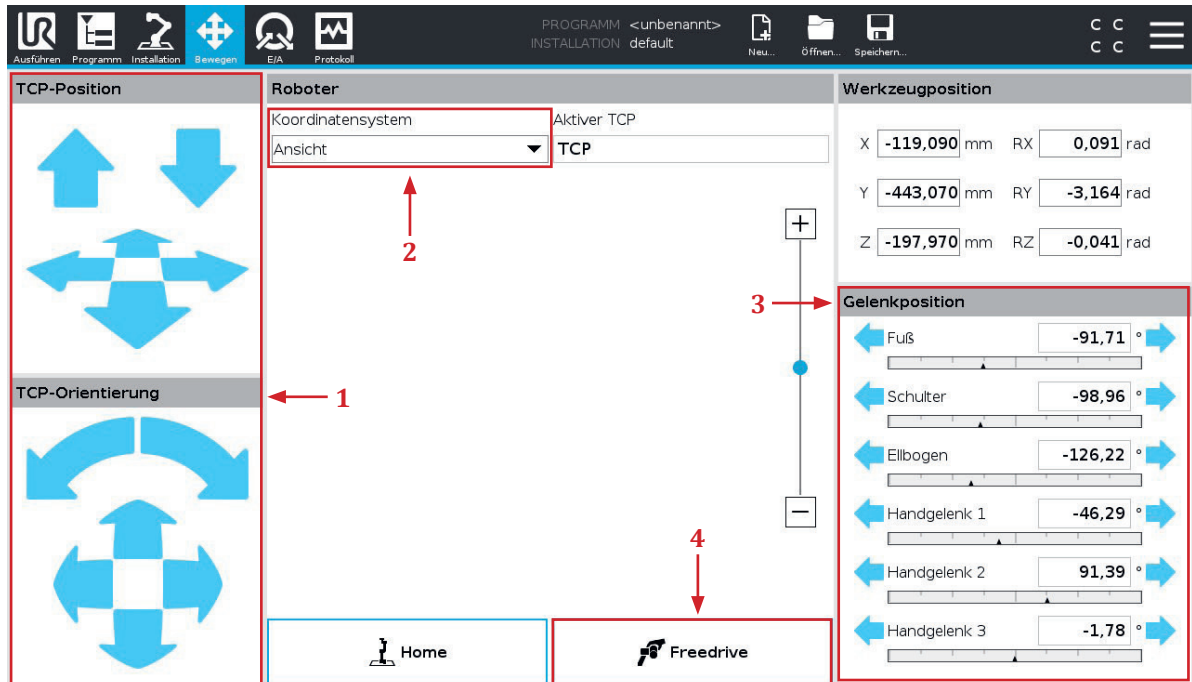 PROGRAMM <unbenannt>
INSTALLATION default
Ausführen Programm Installation Bewegen E/A Protokoll
Neu... Öffnen... Speichern...
C C
C C
TCP-Position
Roboter
Koordinatensystem
Ansicht
Aktiver TCP
TCP
2
+
−
TCP-Orientierung
1
Werkzeugposition
X -119,090 mm RX 0,091 rad
Y -443,070 mm RY -3,164 rad
Z -197,970 mm RZ -0,041 rad
3
Gelenkposition
Fuß -91,71 °
Schulter -98,96 °
Ellbogen -126,22 °
Handgelenk 1 -46,29 °
Handgelenk 2 91,39 °
Handgelenk 3 -1,78 °
4
Home
Freedrive